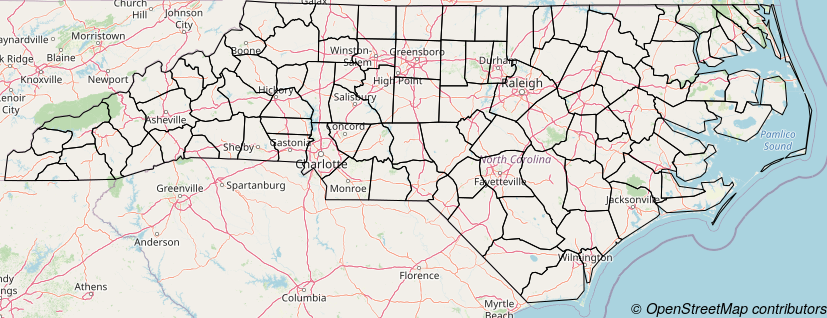 Church
Hill
Johnson
City
Galax
aynardville
Morristown
Blaine
k Ridge
Knoxville
Newport
enoir
City
Boone
Winston-
Salem
Greensboro
High Point
Durham
Raleigh
Hickory
Salisbury
Asheville
Concord
Shelby
Gastonia
Charlotte
North Carolina
Pamlico
Sound
Fayetteville
Monroe
Greenville
Spartanburg
Jacksonville
Anderson
Wilmington
Florence
ndy
ngs
Athens
Columbia
Myrtle
Beach
© OpenStreetMap contributors